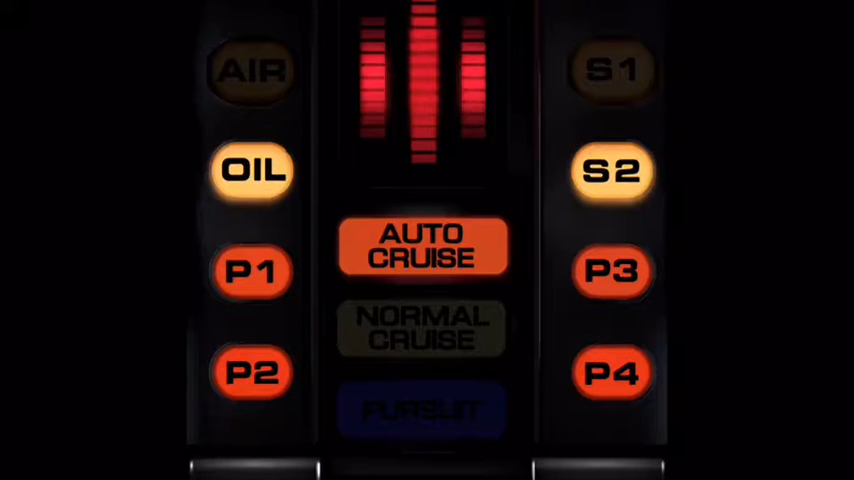 AIR
S1
OIL
S2
AUTO
CRUISE
P1
P3
NORMAL
CRUISE
P2
P4
PURSUIT